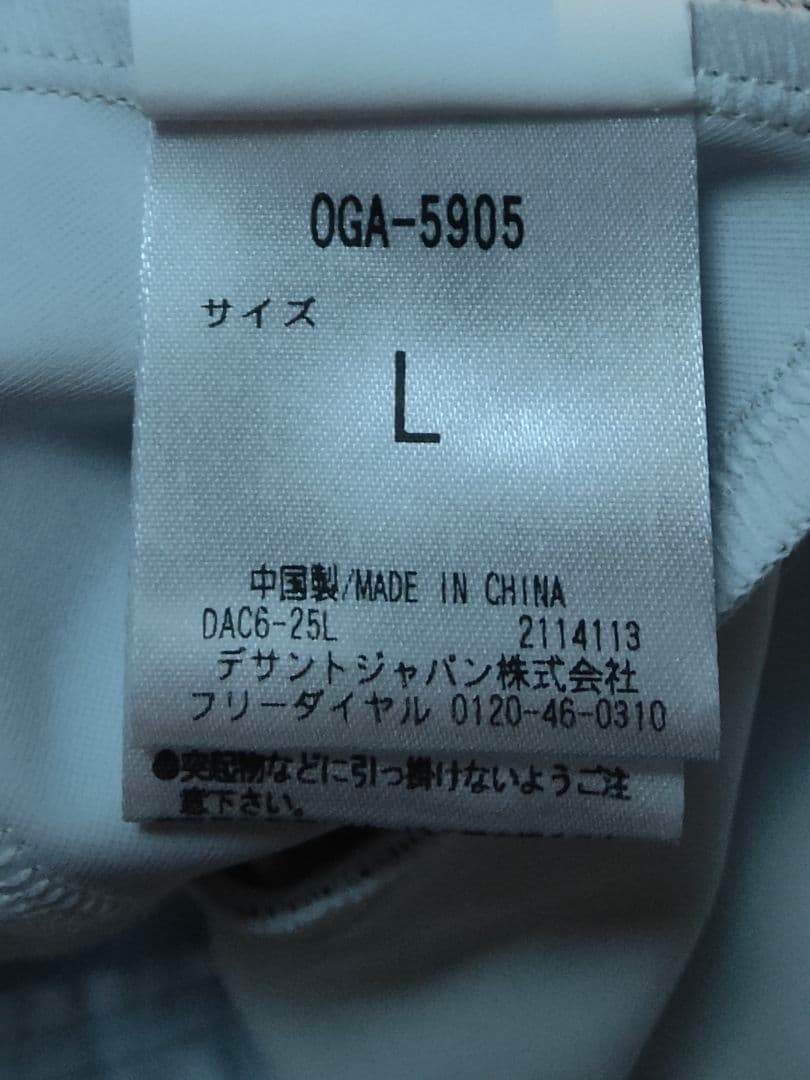 OGA-5905
サイズ
L
中国製/MADE IN CHINA
DAC6-25L 2114113
デサントジャパン株式会社
フリーダイヤル 0120-46-0310
●突起物などに引っ掛けないようご注
意下さい。